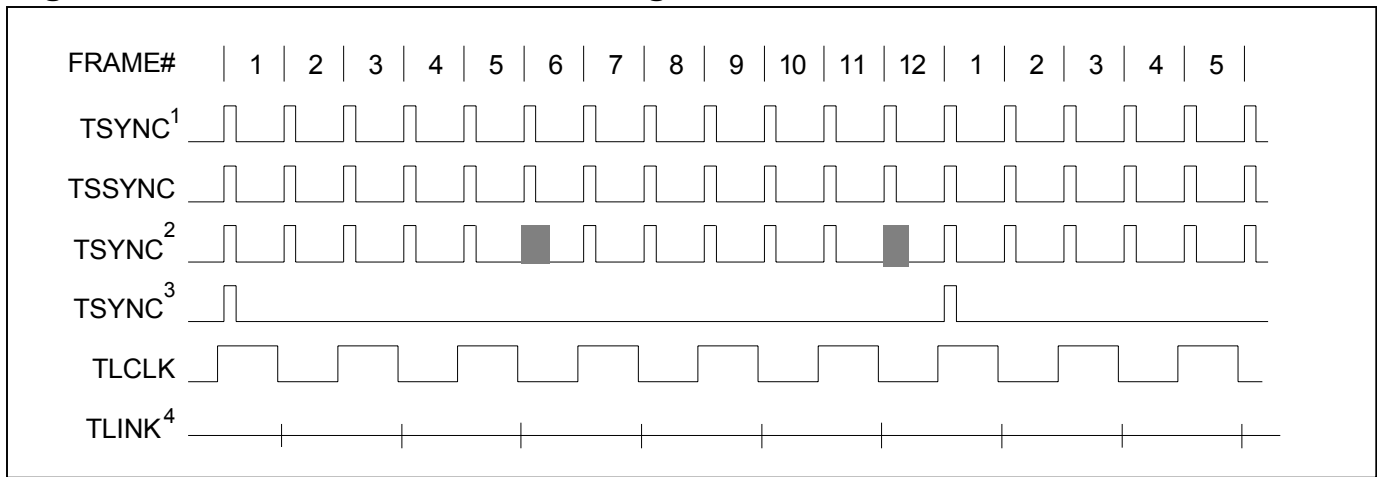 FRAME# 1 2 3 4 5 6 7 8 9 10 11 12 1 2 3 4 5
TSYNC1
TSSYNC
TSYNC2
TSYNC3
TLCLK
TLINK4